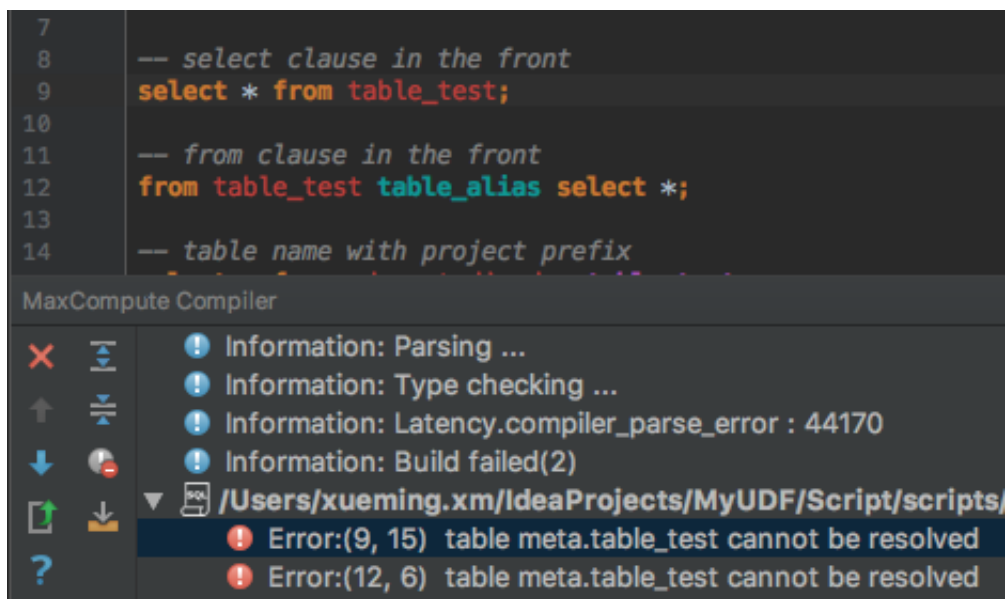 7
8 -- select clause in the front
9 select * from table_test;
10
11 -- from clause in the front
12 from table_test table_alias select *;
13
14 -- table name with project prefix
MaxCompute Compiler
Information: Parsing ...
Information: Type checking ...
Information: Latency.compiler_parse_error : 44170
Information: Build failed(2)
SQL /Users/xueming.xm/IdeaProjects/MyUDF/Script/scripts/
Error:(9, 15) table meta.table_test cannot be resolved
Error:(12, 6) table meta.table_test cannot be resolved